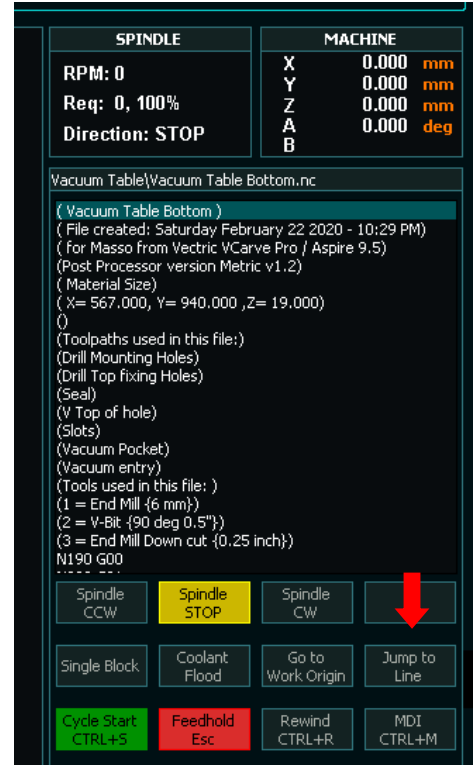 SPINDLE
RPM: 0
Req: 0, 100%
Direction: STOP
MACHINE
X 0.000 mm
Y 0.000 mm
Z 0.000 mm
A 0.000 deg
B
Vacuum Table\Vacuum Table Bottom.nc
( Vacuum Table Bottom )
( File created: Saturday February 22 2020 - 10:29 PM)
( for Masso from Vectric VCarve Pro / Aspire 9.5)
(Post Processor version Metric v1.2)
( Material Size)
( X= 567.000, Y= 940.000 ,Z= 19.000)
()
(Toolpaths used in this file:)
(Drill Mounting Holes)
(Drill Top fixing Holes)
(Seal)
(V Top of hole)
(Slots)
(Vacuum Pocket)
(Vacuum entry)
(Tools used in this file: )
(1 = End Mill {6 mm})
(2 = V-Bit {90 deg 0.5"})
(3 = End Mill Down cut {0.25 inch})
N190 G00
Spindle
CCW
Spindle
STOP
Spindle
CW
Single Block
Coolant
Flood
Go to
Work Origin
Jump to
Line
Cycle Start
CTRL+S
Feedhold
Esc
Rewind
CTRL+R
MDI
CTRL+M